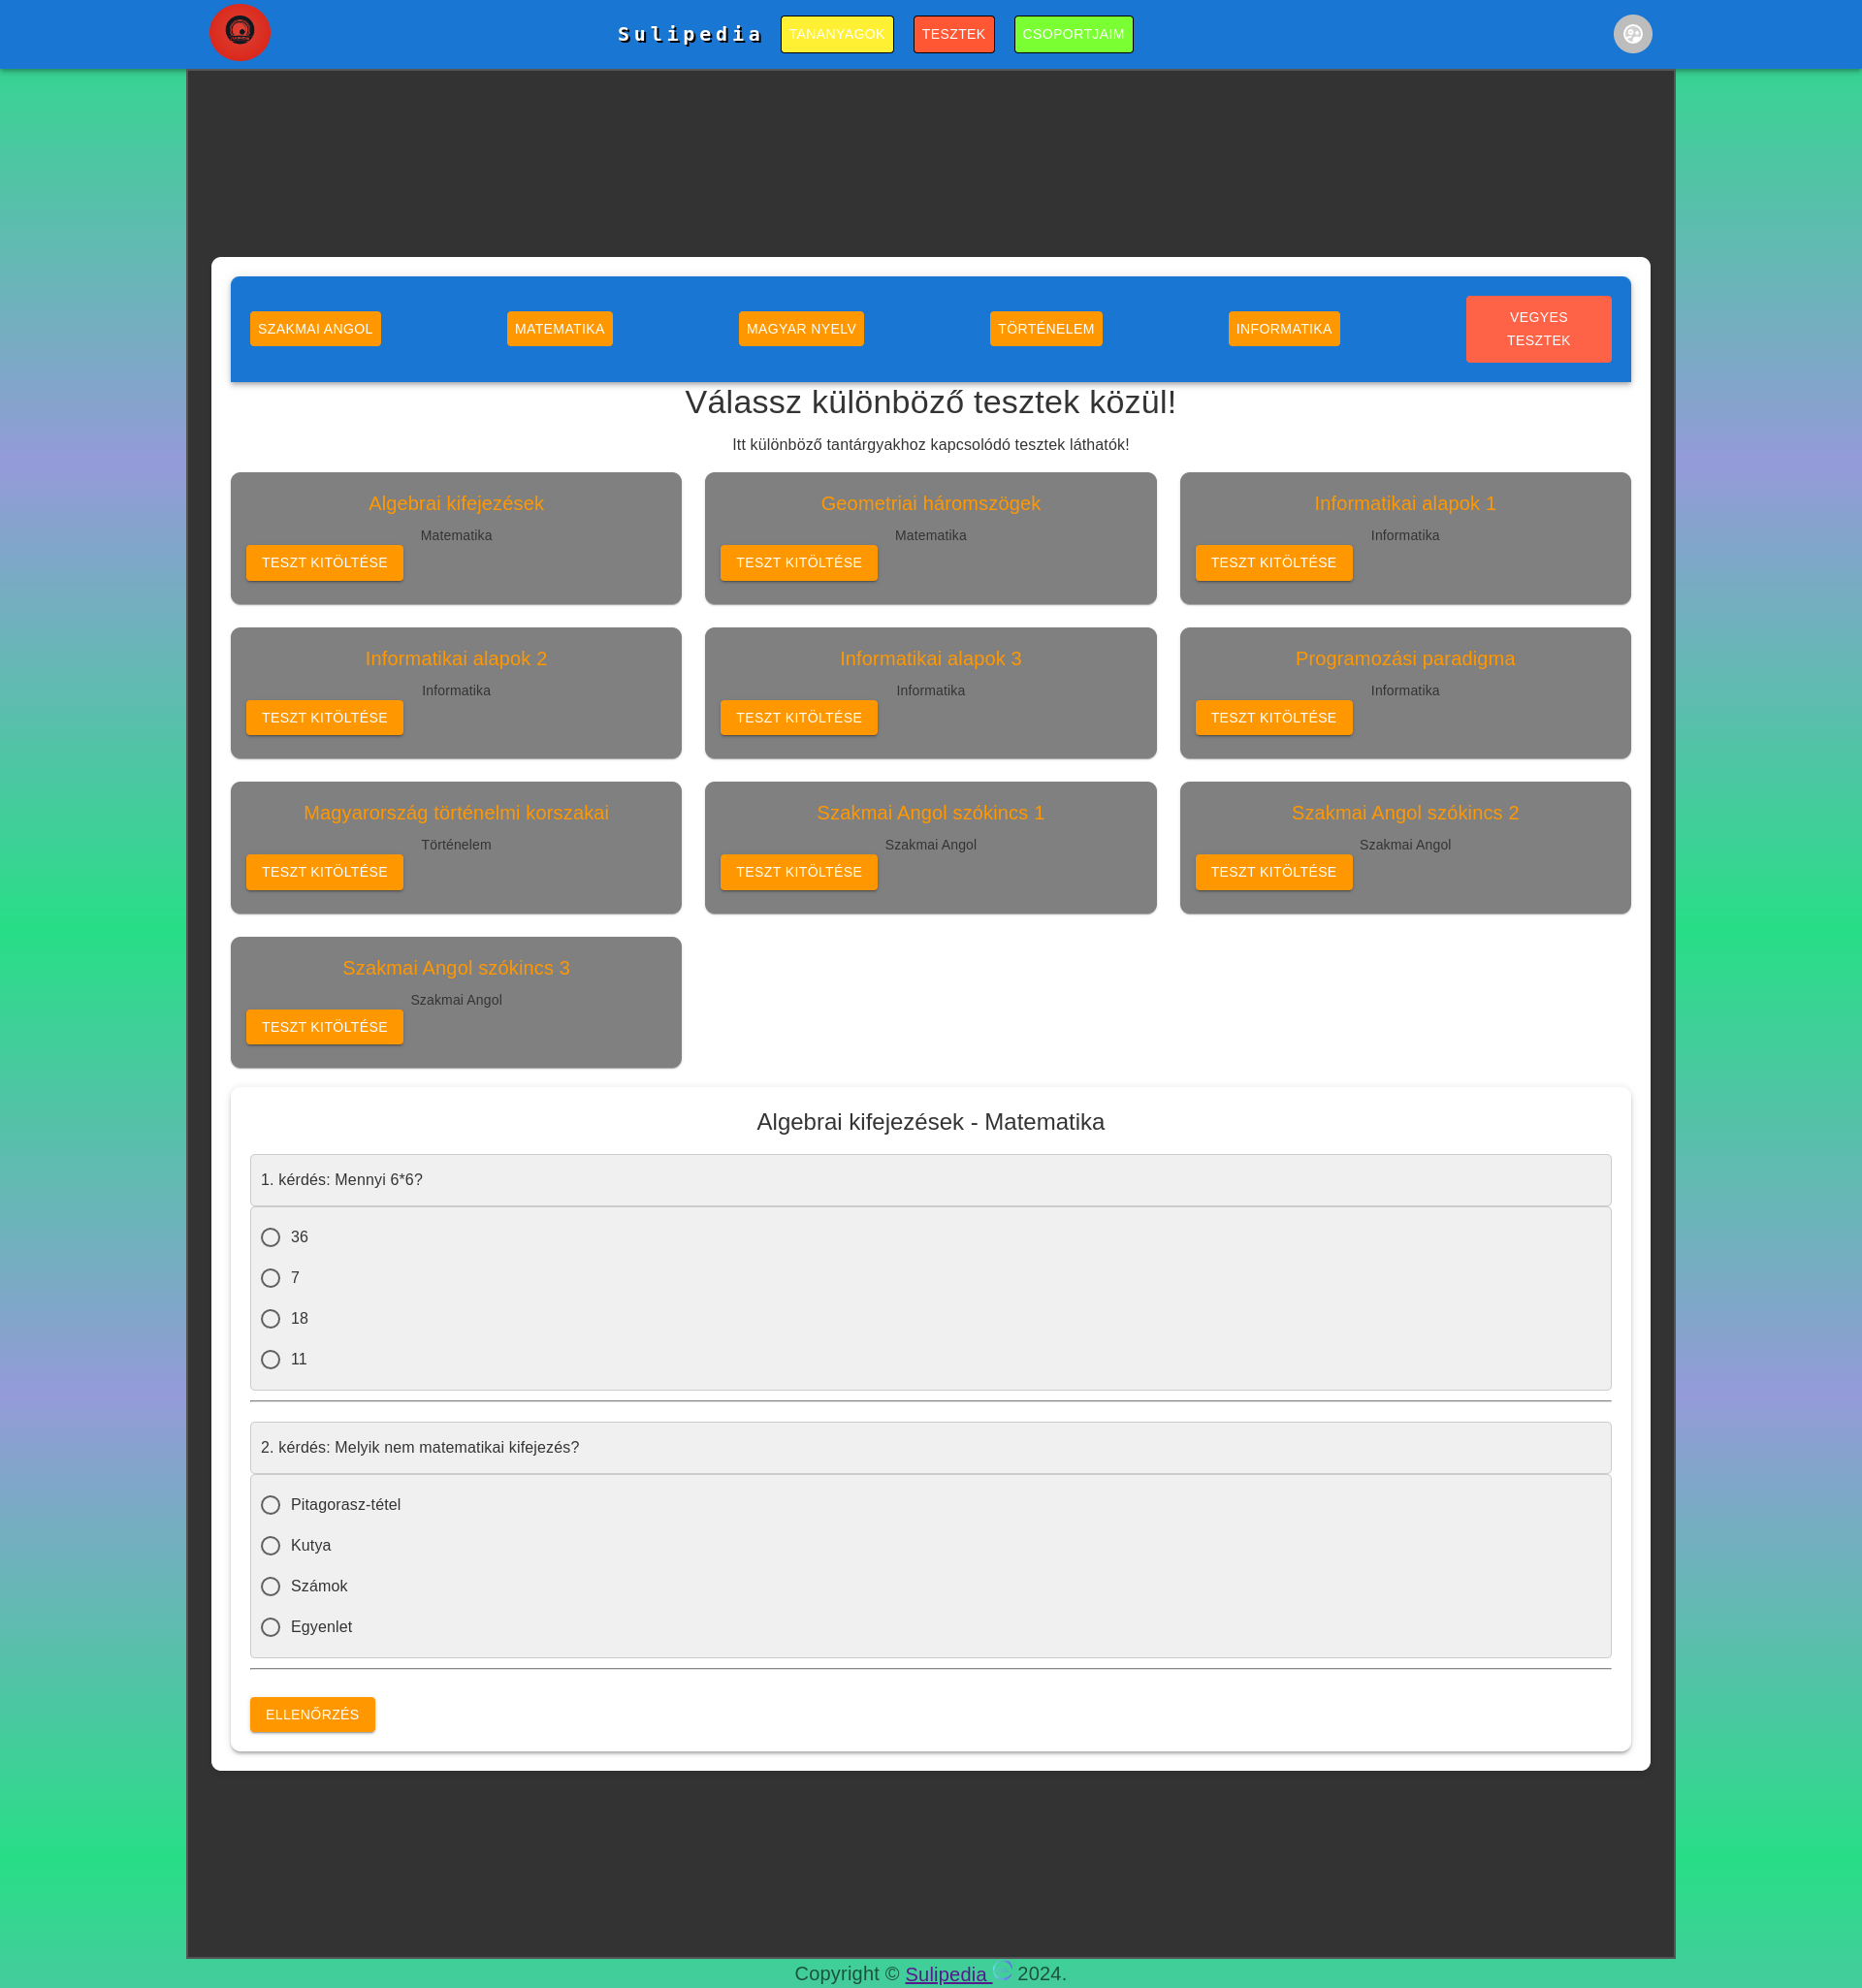 Sulipedia TANANYAGOK TESZTEK CSOPORTJAIM
SZAKMAI ANGOL MATEMATIKA MAGYAR NYELV TÖRTÉNELEM INFORMATIKA VEGYES
TESZTEK
Válassz különböző tesztek közül!
Itt különböző tantárgyakhoz kapcsolódó tesztek láthatók!
Algebrai kifejezések
Matematika
TESZT KITÖLTÉSE
Geometriai háromszögek
Matematika
TESZT KITÖLTÉSE
Informatikai alapok 1
Informatika
TESZT KITÖLTÉSE
Informatikai alapok 2
Informatika
TESZT KITÖLTÉSE
Informatikai alapok 3
Informatika
TESZT KITÖLTÉSE
Programozási paradigma
Informatika
TESZT KITÖLTÉSE
Magyarország történelmi korszakai
Történelem
TESZT KITÖLTÉSE
Szakmai Angol szókincs 1
Szakmai Angol
TESZT KITÖLTÉSE
Szakmai Angol szókincs 2
Szakmai Angol
TESZT KITÖLTÉSE
Szakmai Angol szókincs 3
Szakmai Angol
TESZT KITÖLTÉSE
Algebrai kifejezések - Matematika
1. kérdés: Mennyi 6*6?
36
7
18
11
2. kérdés: Melyik nem matematikai kifejezés?
Pitagorasz-tétel
Kutya
Számok
Egyenlet
ELLENŐRZÉS
Copyright © Sulipedia 2024.